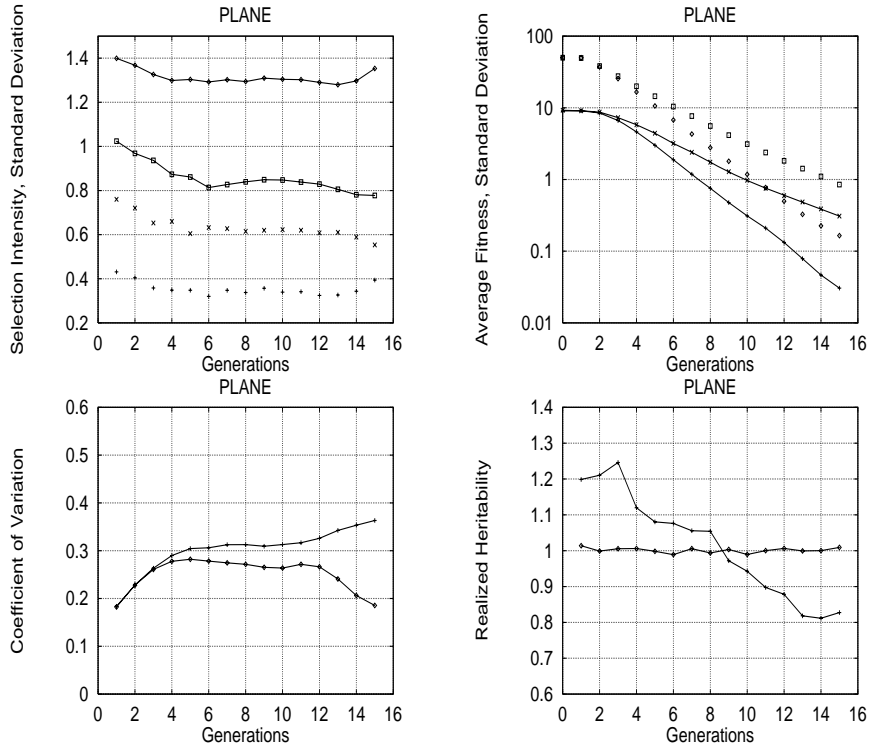 PLANE
Selection Intensity, Standard Deviation
1.4
1.2
1
0.8
0.6
0.4
0.2
0 2 4 6 8 10 12 14 16
Generations
PLANE
Average Fitness, Standard Deviation
100
10
1
0.1
0.01
0 2 4 6 8 10 12 14 16
Generations
PLANE
Coefficient of Variation
0.6
0.5
0.4
0.3
0.2
0.1
0
0 2 4 6 8 10 12 14 16
Generations
PLANE
Realized Heritability
1.4
1.3
1.2
1.1
1
0.9
0.8
0.7
0.6
0 2 4 6 8 10 12 14 16
Generations